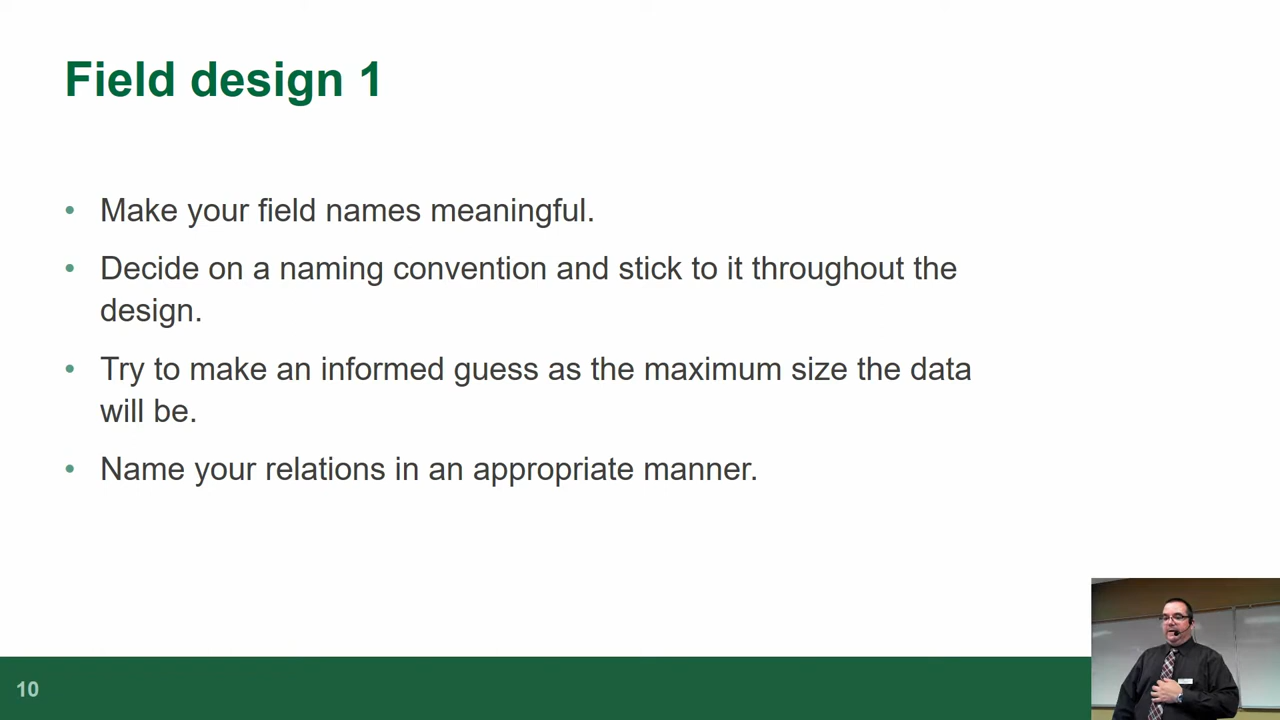 Field design 1
• Make your field names meaningful.
• Decide on a naming convention and stick to it throughout the
design.
• Try to make an informed guess as the maximum size the data
will be.
• Name your relations in an appropriate manner.
10